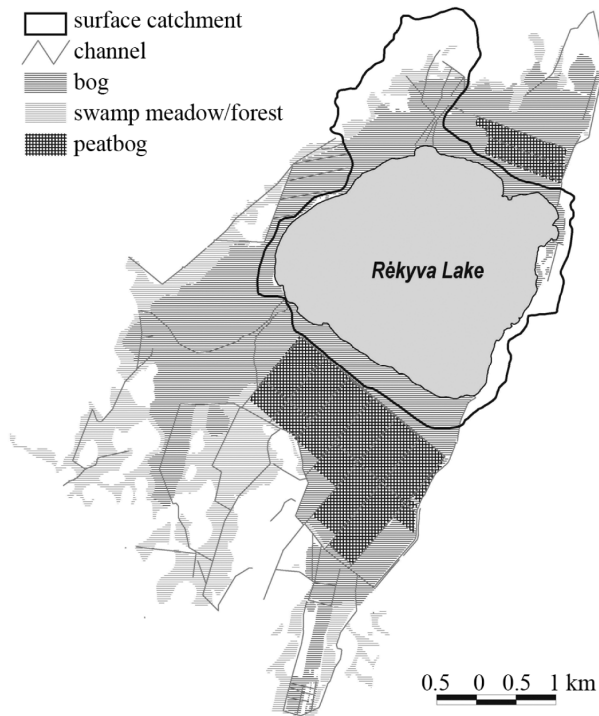 surface catchment
channel
bog
swamp meadow/forest
peatbog
Rėkyva Lake
0.5 0 0.5 1 km